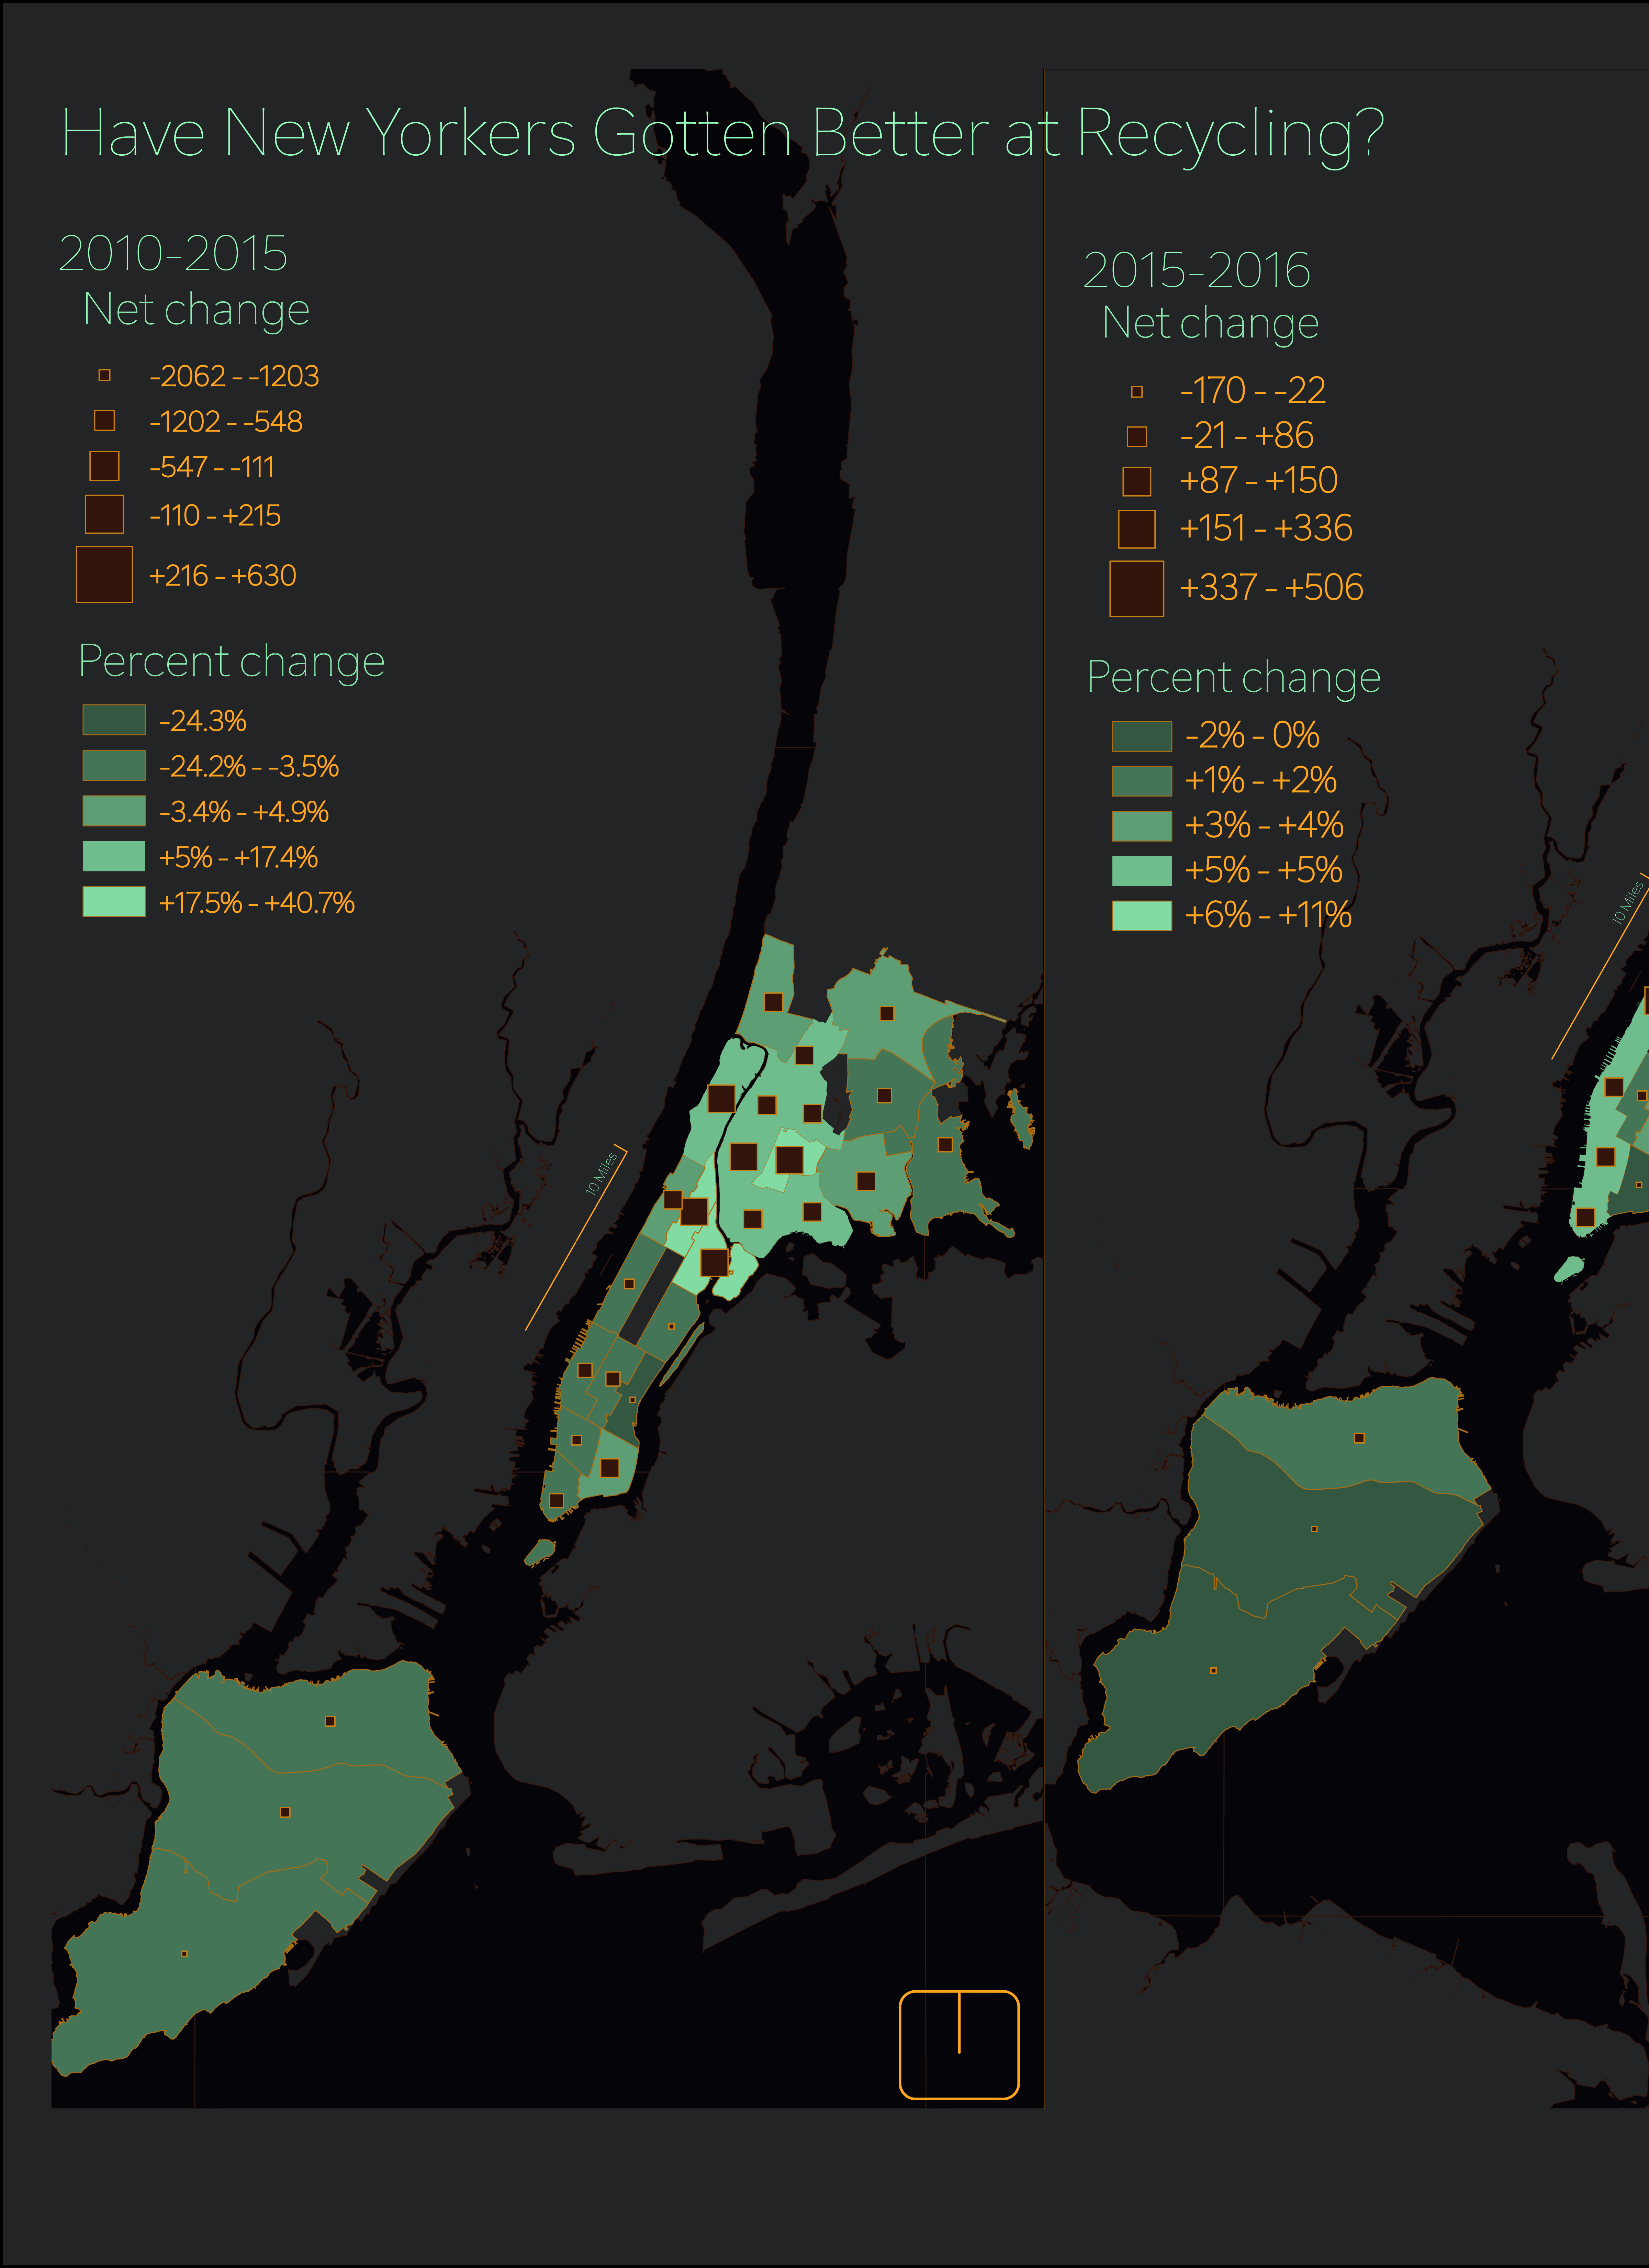 Have New Yorkers Gotten Better at Recycling?
2010-2015
Net change
-2062 - -1203
-1202 - -548
-547 - -111
-110 - +215
+216 - +630
Percent change
-24.3%
-24.2% - -3.5%
-3.4% - +4.9%
+5% - +17.4%
+17.5% - +40.7%
10 Miles
2015-2016
Net change
-170 - -22
-21 - +86
+87 - +150
+151 - +336
+337 - +506
Percent change
-2% - 0%
+1% - +2%
+3% - +4%
+5% - +5%
+6% - +11%
10 Miles